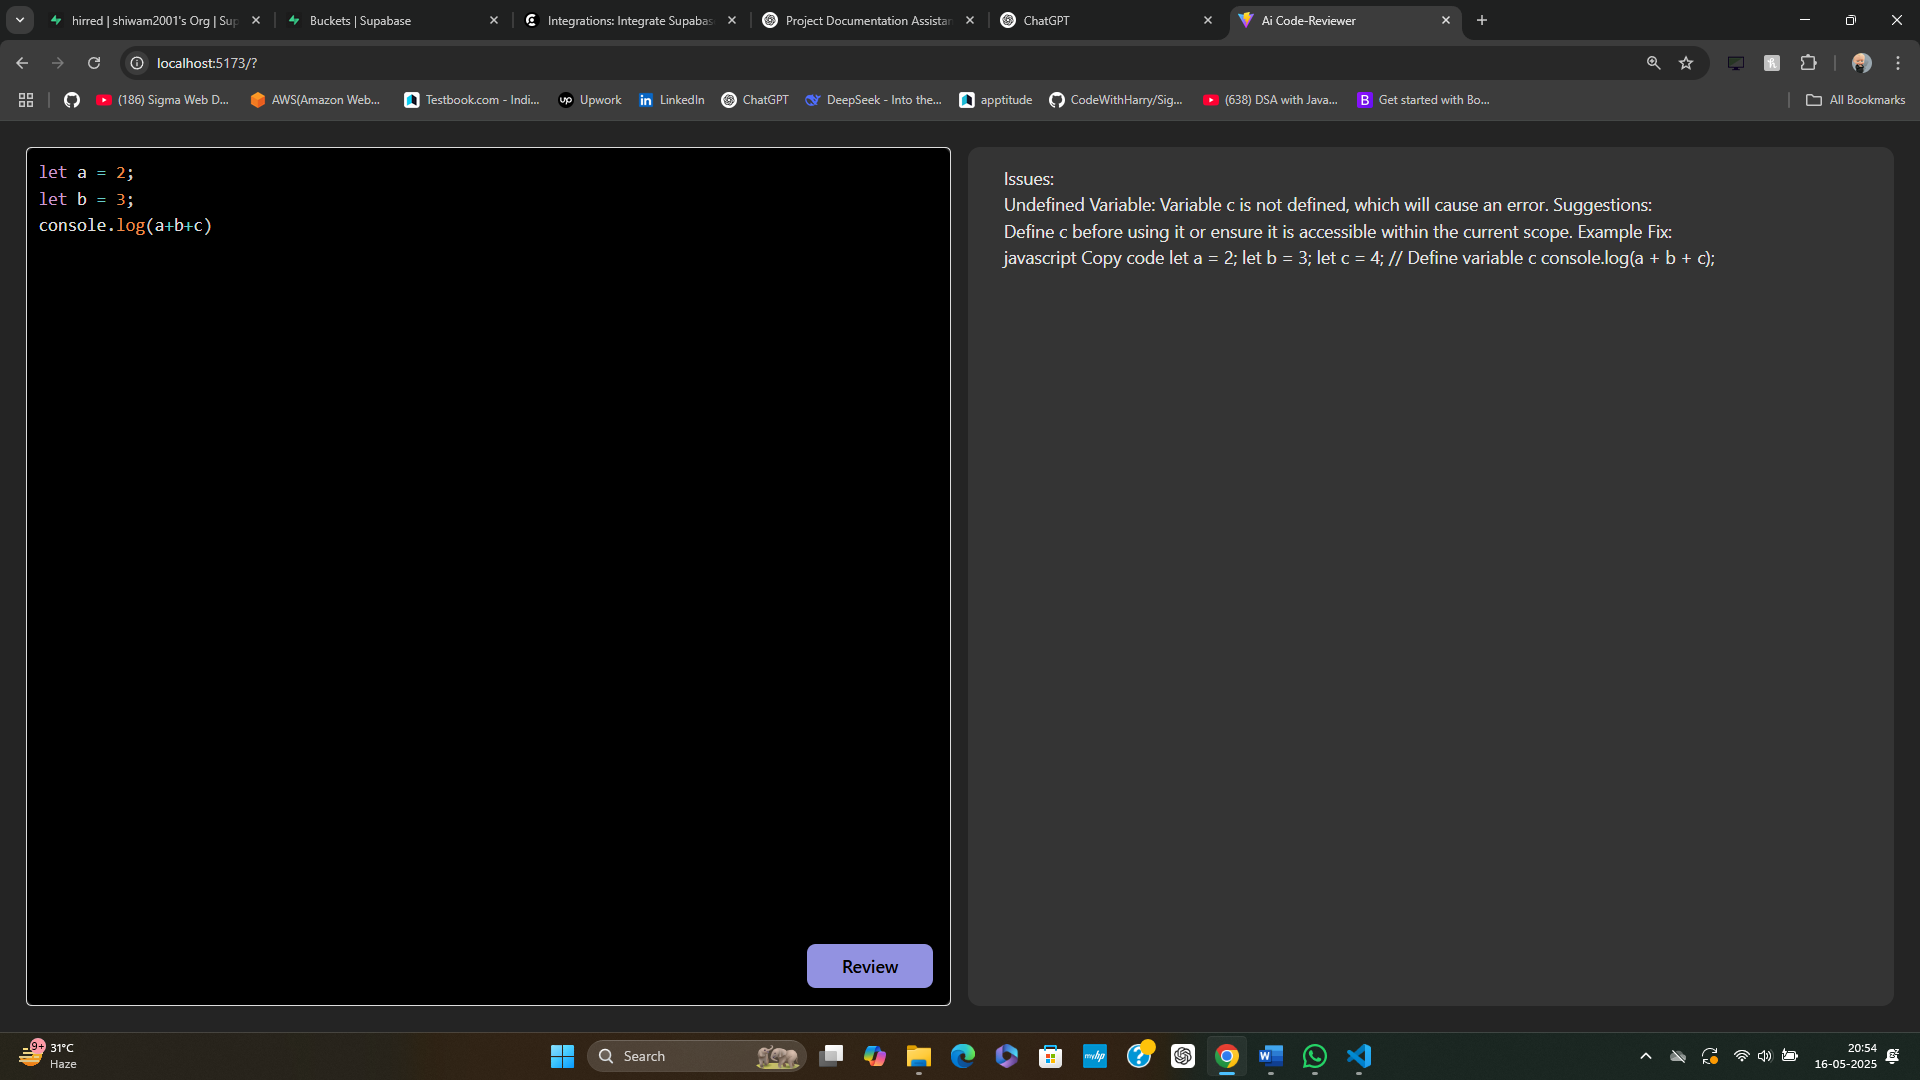 hirred | shiwam2001's Org | Sup
Buckets | Supabase
Integrations: Integrate Supabas
Project Documentation Assistan
ChatGPT
Ai Code-Reviewer
localhost:5173/?
(186) Sigma Web D...
AWS(Amazon Web...
Testbook.com - Indi...
up Upwork
in LinkedIn
ChatGPT
DeepSeek - Into the...
apptitude
CodeWithHarry/Sig...
(638) DSA with Java...
B Get started with Bo...
All Bookmarks
let a = 2;
let b = 3;
console.log(a+b+c)
Review
Issues:
Undefined Variable: Variable c is not defined, which will cause an error. Suggestions:
Define c before using it or ensure it is accessible within the current scope. Example Fix:
javascript Copy code let a = 2; let b = 3; let c = 4; // Define variable c console.log(a + b + c);
9+
31°C
Haze
Search
myhp
20:54
16-05-2025